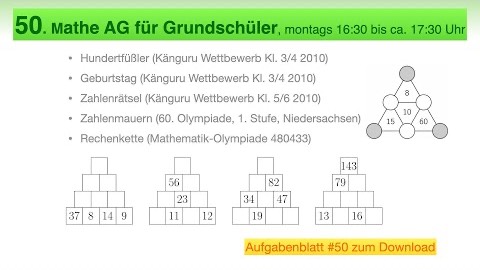 50. Mathe AG für Grundschüler, montags 16:30 bis ca. 17:30 Uhr
• Hundertfüßler (Känguru Wettbewerb Kl. 3/4 2010)
• Geburtstag (Känguru Wettbewerb Kl. 3/4 2010)
• Zahlenrätsel (Känguru Wettbewerb Kl. 5/6 2010)
• Zahlenmauern (60. Olympiade, 1. Stufe, Niedersachsen)
• Rechenkette (Mathematik-Olympiade 480433)
8
10
15 60
143
56 82 79
23 34 47
37 8 14 9 11 12 19 13 16
Aufgabenblatt #50 zum Download